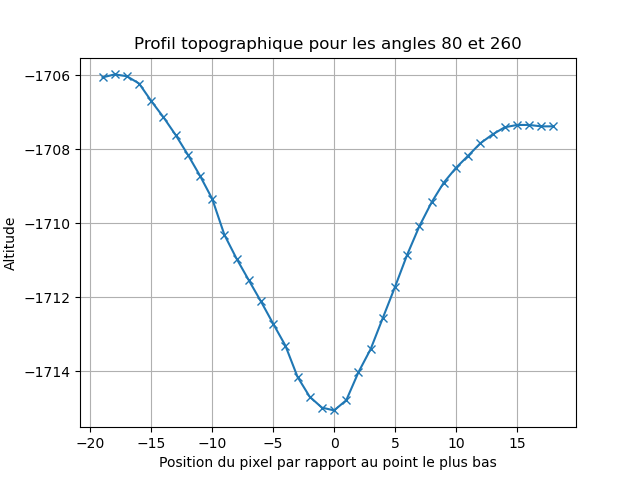 Profil topographique pour les angles 80 et 260
−1706
−1708
−1710
−1712
−1714
Altitude
−20 −15 −10 −5 0 5 10 15
Position du pixel par rapport au point le plus bas